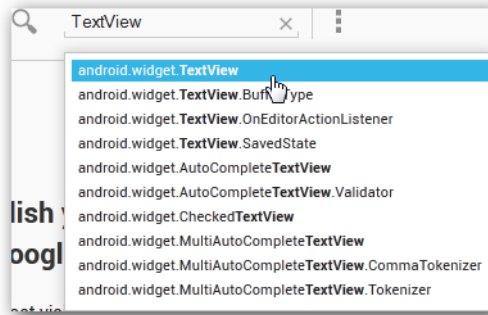 TextView
android.widget.TextView
android.widget.TextView.BufferType
android.widget.TextView.OnEditorActionListener
android.widget.TextView.SavedState
android.widget.AutoCompleteTextView
android.widget.AutoCompleteTextView.Validator
android.widget.CheckedTextView
android.widget.MultiAutoCompleteTextView
android.widget.MultiAutoCompleteTextView.CommaTokenizer
android.widget.MultiAutoCompleteTextView.Tokenizer